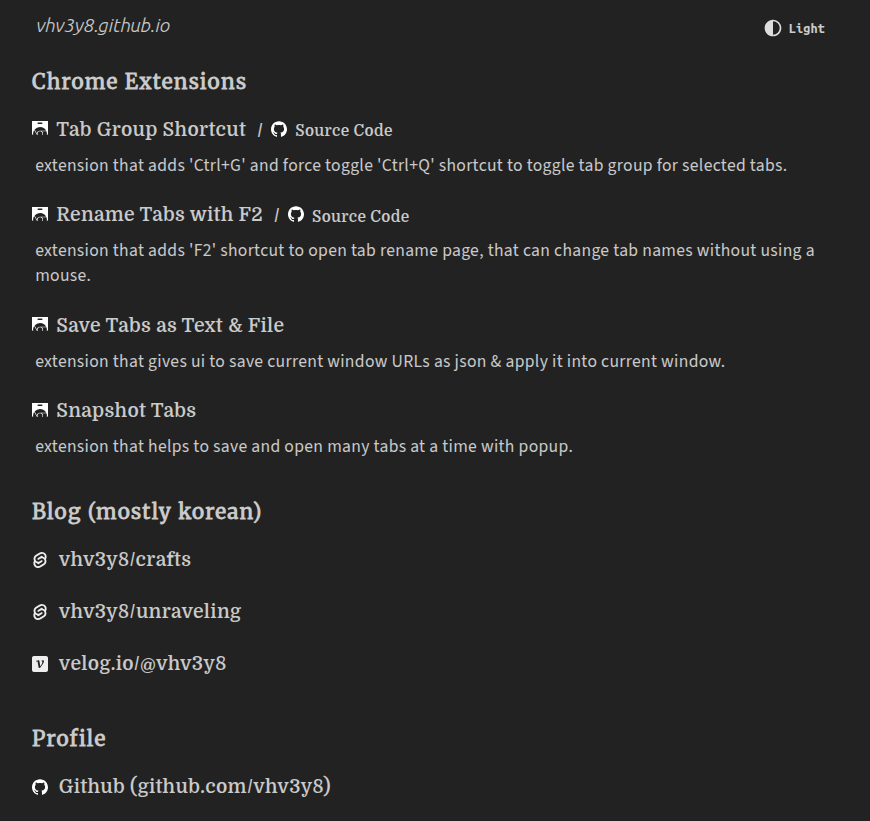 vhv3y8.github.io
Light
Chrome Extensions
Tab Group Shortcut / Source Code
extension that adds 'Ctrl+G' and force toggle 'Ctrl+Q' shortcut to toggle tab group for selected tabs.
Rename Tabs with F2 / Source Code
extension that adds 'F2' shortcut to open tab rename page, that can change tab names without using a
mouse.
Save Tabs as Text & File
extension that gives ui to save current window URLs as json & apply it into current window.
Snapshot Tabs
extension that helps to save and open many tabs at a time with popup.
Blog (mostly korean)
vhv3y8/crafts
vhv3y8/unraveling
velog.io/@vhv3y8
Profile
Github (github.com/vhv3y8)